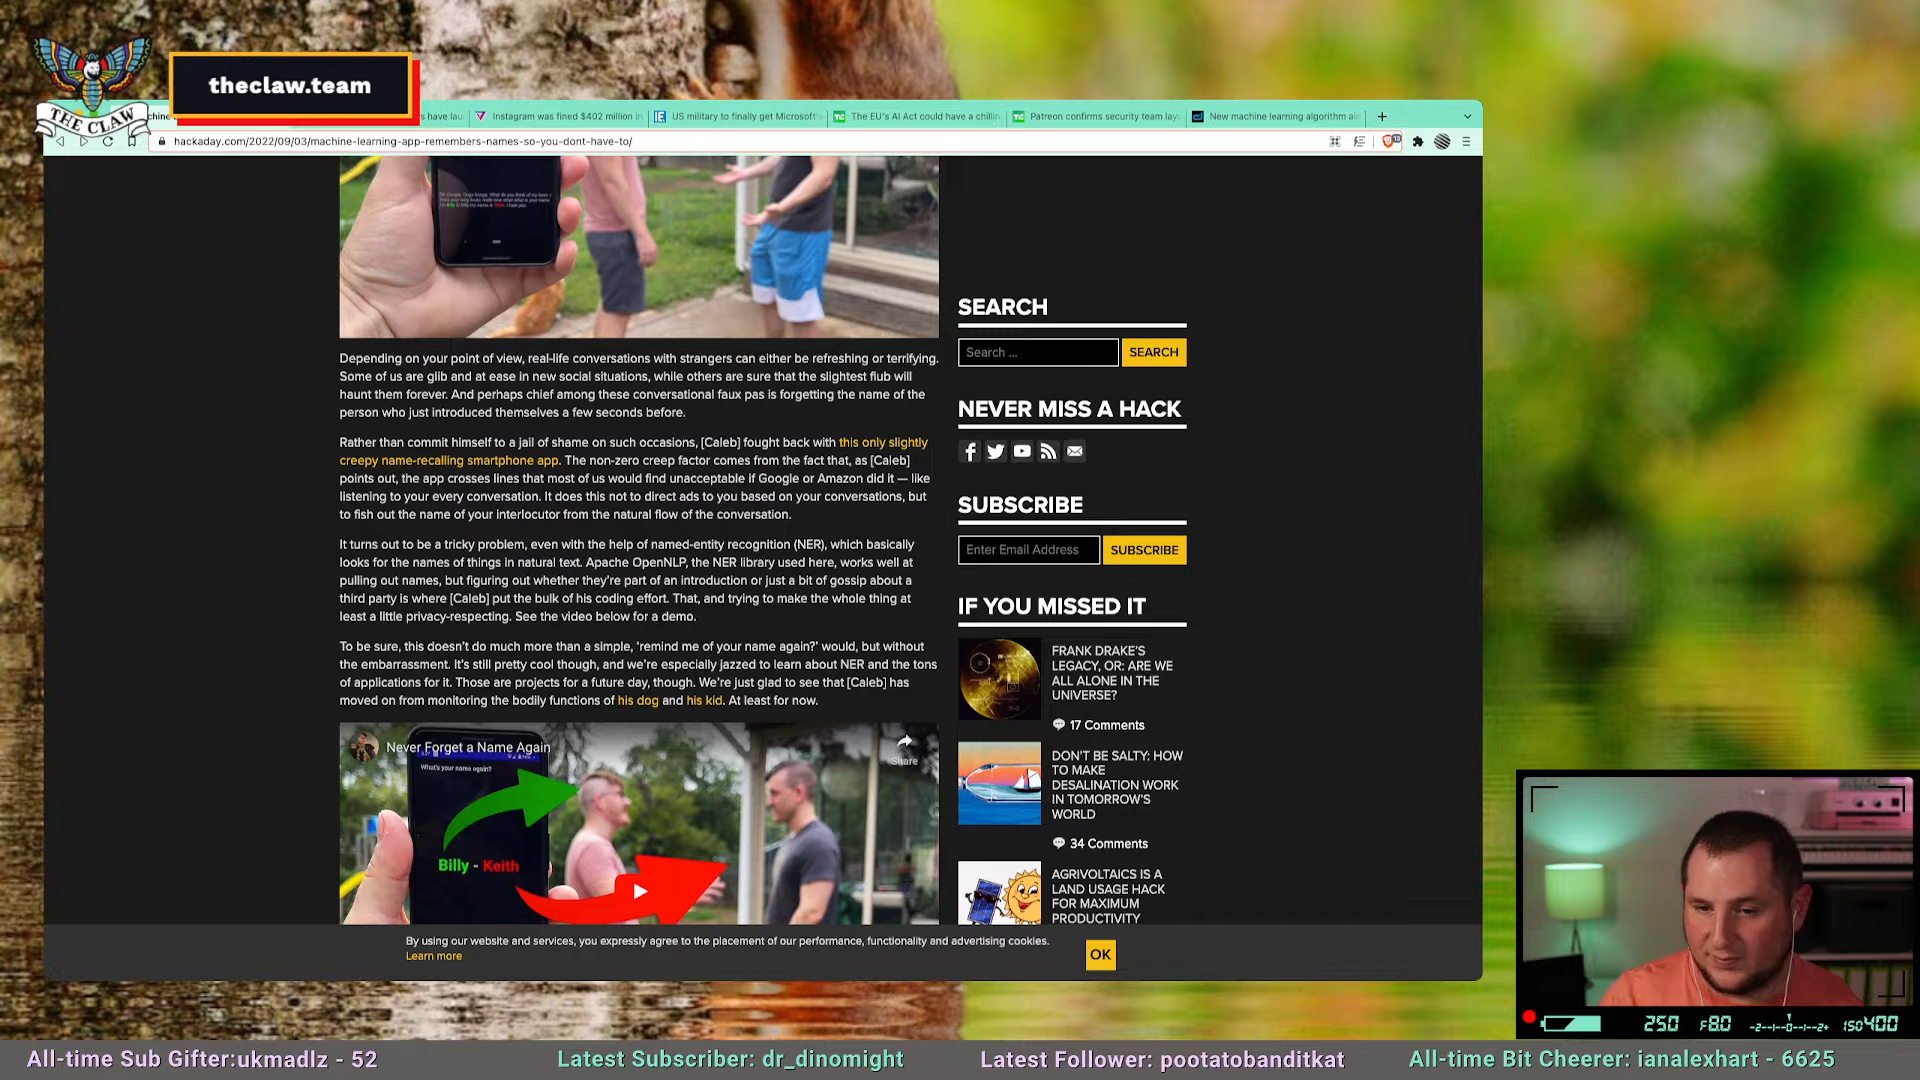 theclaw.team
THE CLAW
chine
s have lau
Instagram was fined $402 million in
US military to finally get Microsoft's
The EU's AI Act could have a chillin
Patreon confirms security team layo
New machine learning algorithm aid
hackaday.com/2022/09/03/machine-learning-app-remembers-names-so-you-dont-have-to/
Depending on your point of view, real-life conversations with strangers can either be refreshing or terrifying.
Some of us are glib and at ease in new social situations, while others are sure that the slightest flub will
haunt them forever. And perhaps chief among these conversational faux pas is forgetting the name of the
person who just introduced themselves a few seconds before.
Rather than commit himself to a jail of shame on such occasions, [Caleb] fought back with this only slightly
creepy name-recalling smartphone app. The non-zero creep factor comes from the fact that, as [Caleb]
points out, the app crosses lines that most of us would find unacceptable if Google or Amazon did it — like
listening to your every conversation. It does this not to direct ads to you based on your conversations, but
to fish out the name of your interlocutor from the natural flow of the conversation.
It turns out to be a tricky problem, even with the help of named-entity recognition (NER), which basically
looks for the names of things in natural text. Apache OpenNLP, the NER library used here, works well at
pulling out names, but figuring out whether they're part of an introduction or just a bit of gossip about a
third party is where [Caleb] put the bulk of his coding effort. That, and trying to make the whole thing at
least a little privacy-respecting. See the video below for a demo.
To be sure, this doesn't do much more than a simple, 'remind me of your name again?' would, but without
the embarrassment. It's still pretty cool though, and we're especially jazzed to learn about NER and the tons
of applications for it. Those are projects for a future day, though. We're just glad to see that [Caleb] has
moved on from monitoring the bodily functions of his dog and his kid. At least for now.
Never Forget a Name Again
Share
What's your name again?
Billy - Keith
SEARCH
Search ...
SEARCH
NEVER MISS A HACK
SUBSCRIBE
Enter Email Address
SUBSCRIBE
IF YOU MISSED IT
FRANK DRAKE'S
LEGACY, OR: ARE WE
ALL ALONE IN THE
UNIVERSE?
17 Comments
DON'T BE SALTY: HOW
TO MAKE
DESALINATION WORK
IN TOMORROW'S
WORLD
34 Comments
AGRIVOLTAICS IS A
LAND USAGE HACK
FOR MAXIMUM
PRODUCTIVITY
By using our website and services, you expressly agree to the placement of our performance, functionality and advertising cookies.
Learn more
OK
250
F8.0
-2--1--0--1--2+
ISO400
All-time Sub Gifter:ukmadlz - 52
Latest Subscriber: dr_dinomight
Latest Follower: pootatobanditkat
All-time Bit Cheerer: ianalexhart - 6625